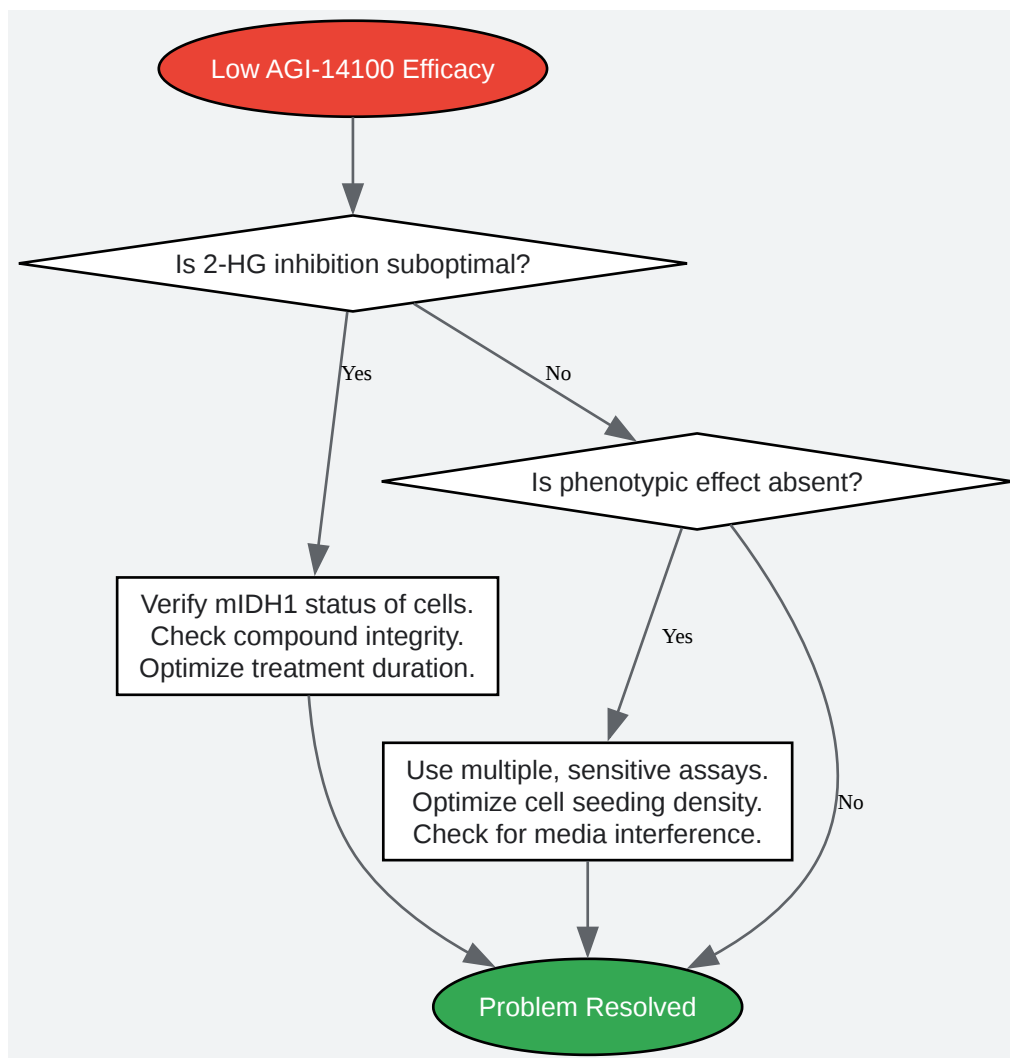 Low AGI-14100 Efficacy
Is 2-HG inhibition suboptimal?
Yes
No
Is phenotypic effect absent?
Verify mIDH1 status of cells.
Check compound integrity.
Optimize treatment duration.
Yes
Use multiple, sensitive assays.
Optimize cell seeding density.
Check for media interference.
No
Problem Resolved